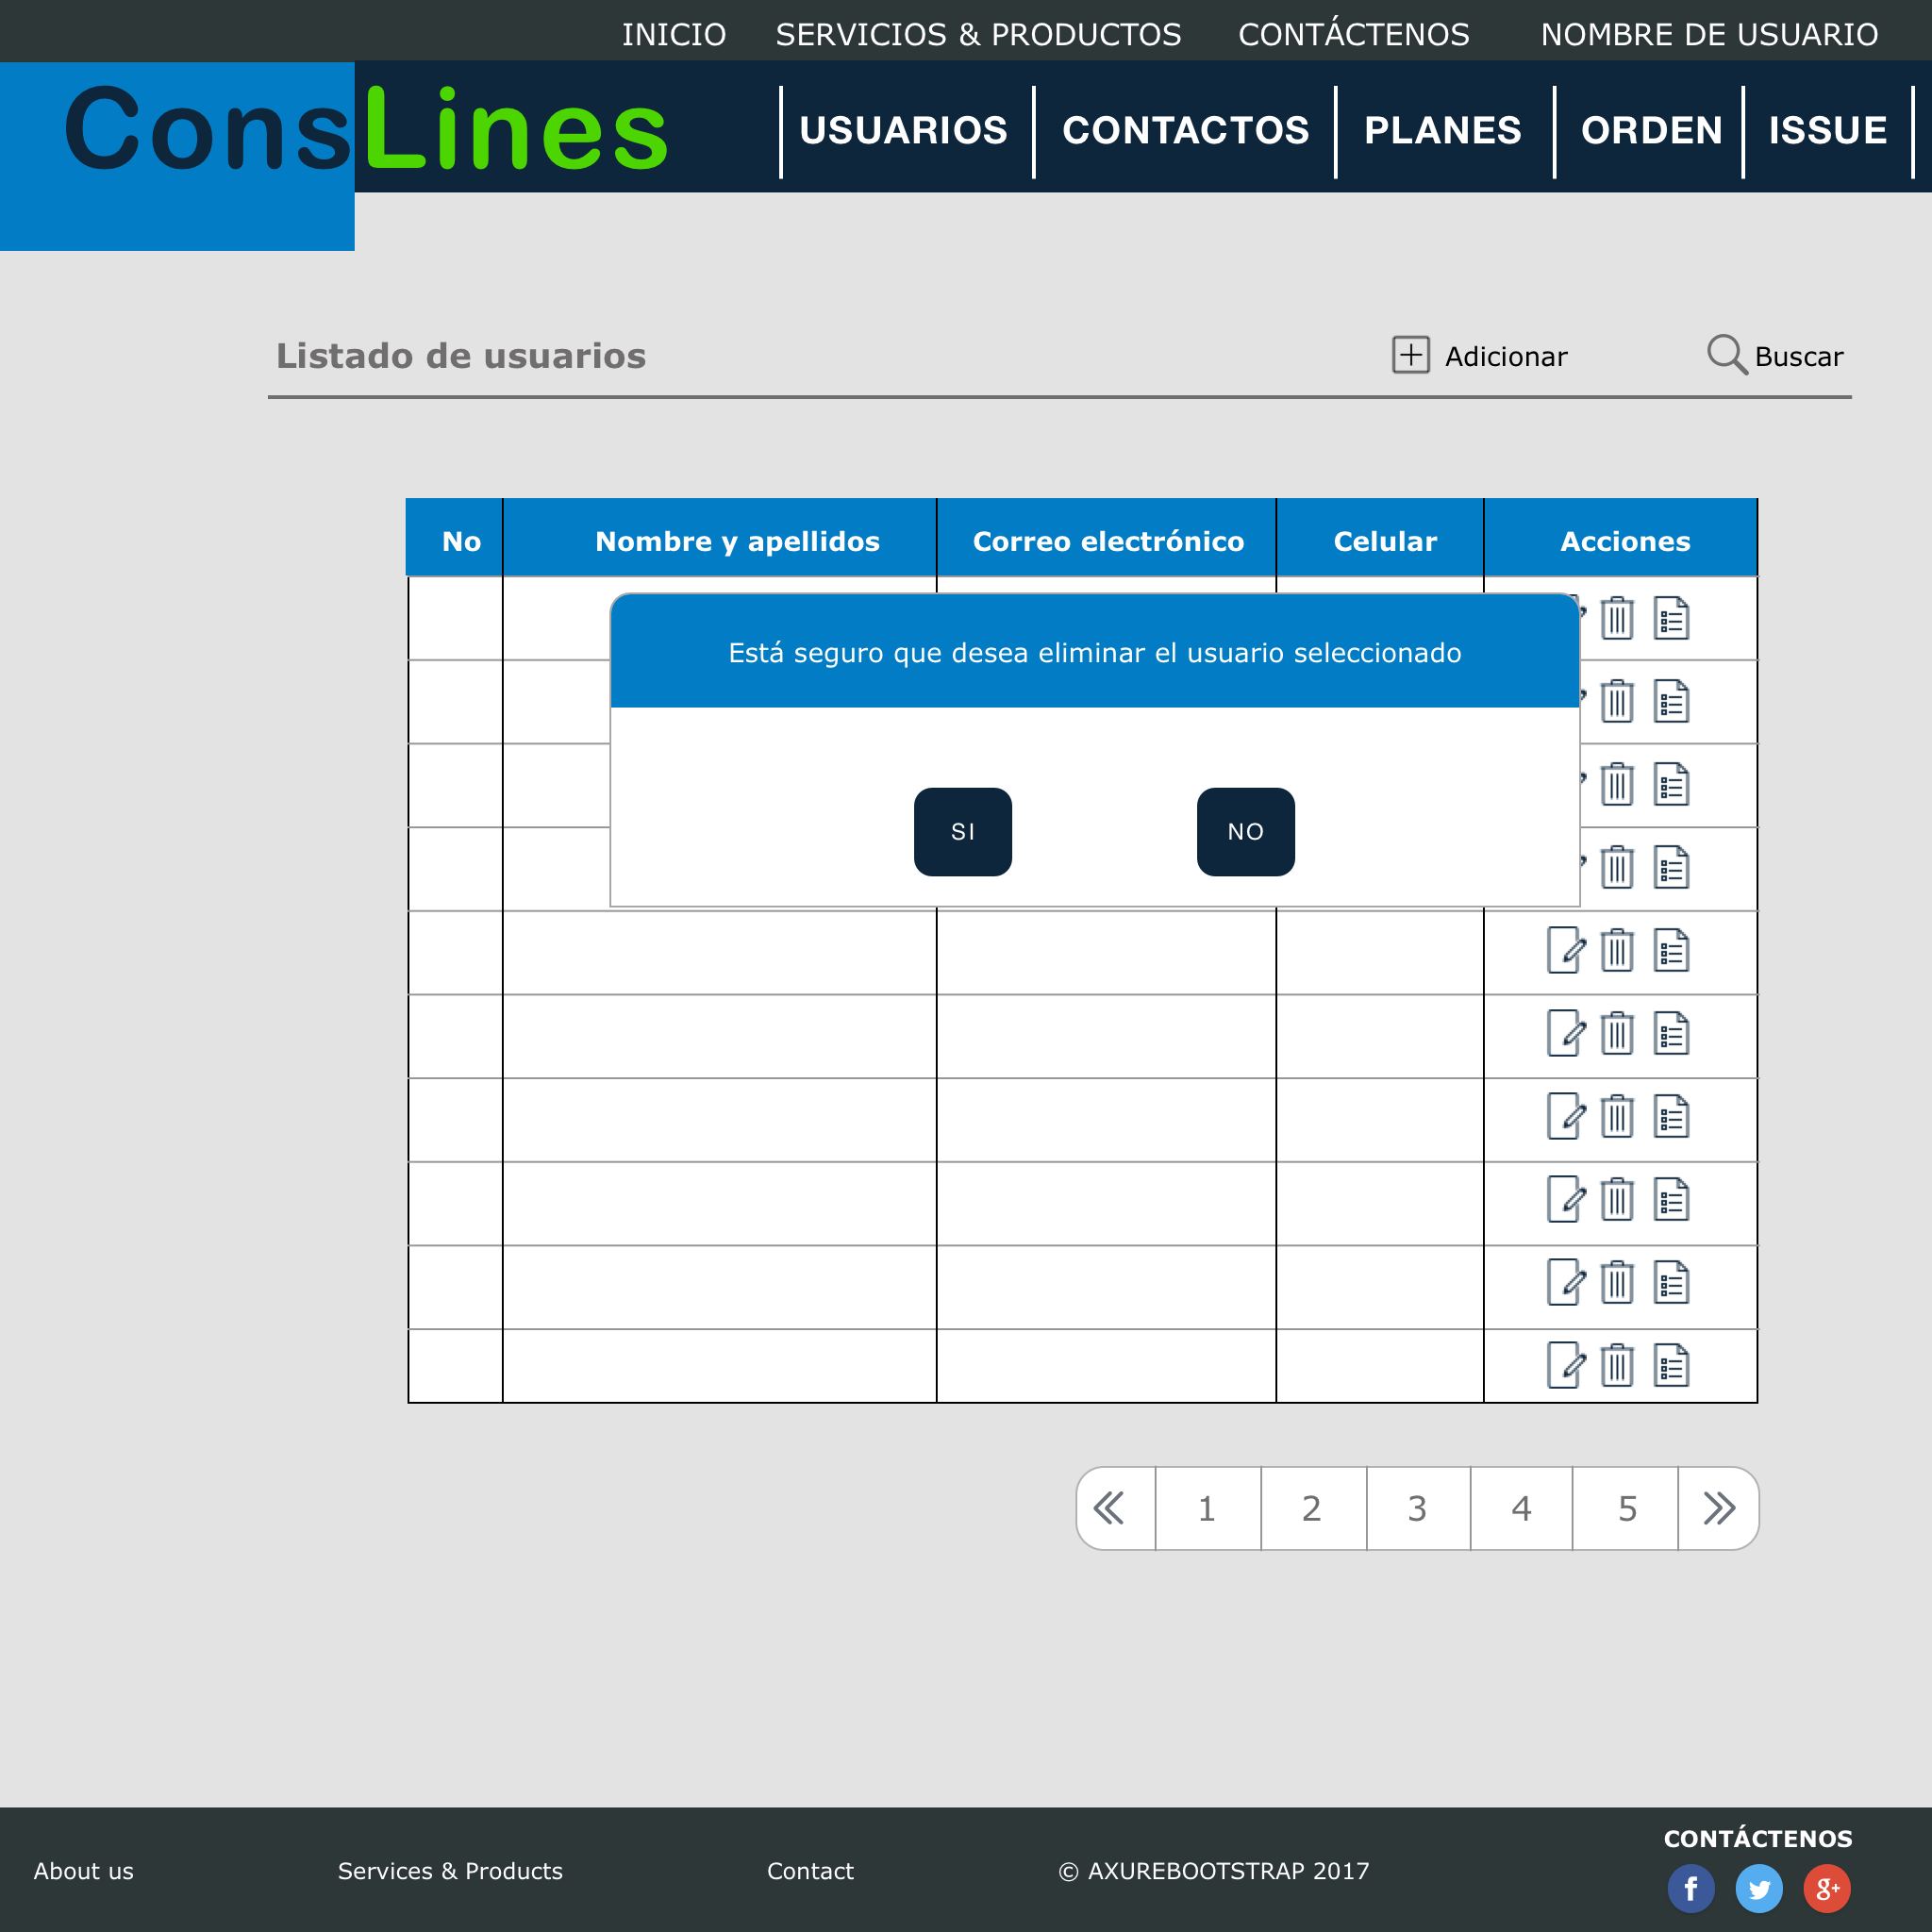 INICIO SERVICIOS & PRODUCTOS CONTÁCTENOS NOMBRE DE USUARIO
ConsLines
USUARIOS CONTACTOS PLANES ORDEN ISSUE
Listado de usuarios
Adicionar
Buscar
No Nombre y apellidos Correo electrónico Celular Acciones
Está seguro que desea eliminar el usuario seleccionado
SI NO
1 2 3 4 5
CONTÁCTENOS
About us Services & Products Contact © AXUREBOOTSTRAP 2017
f g+